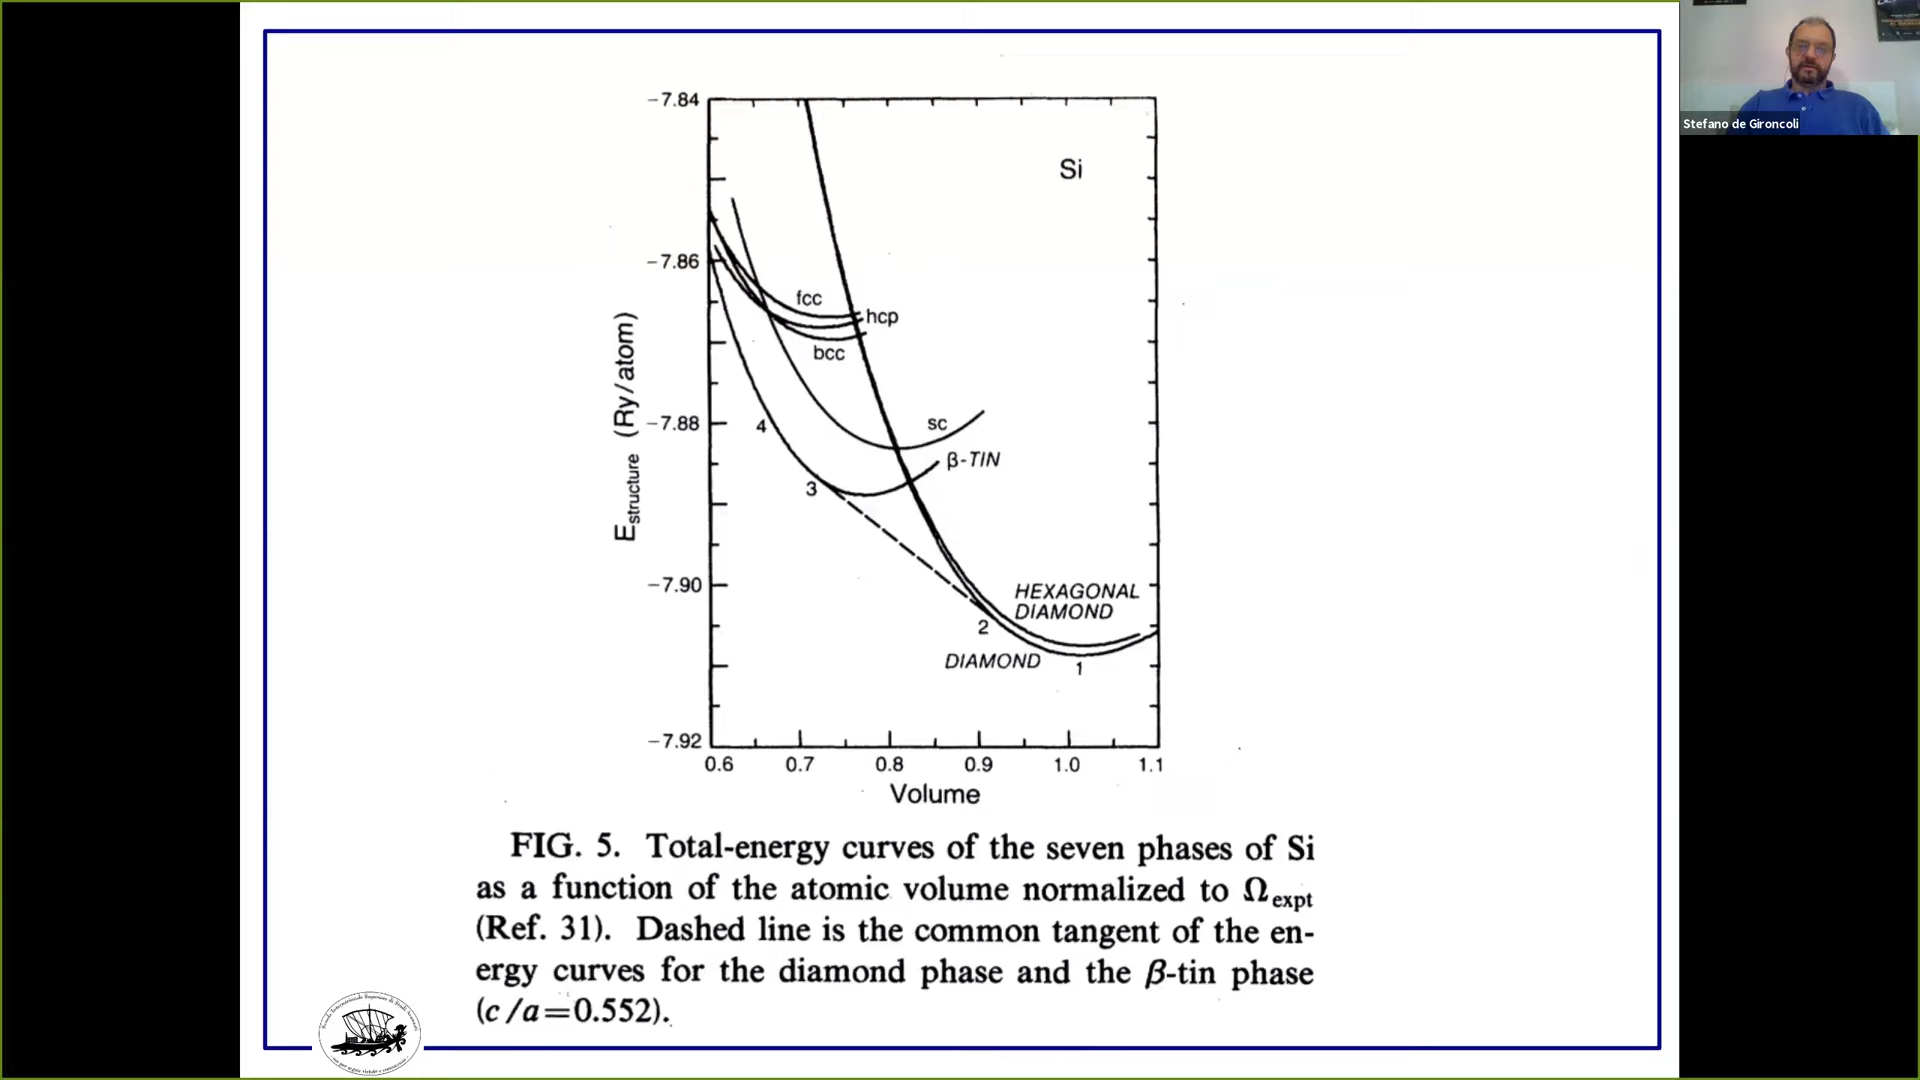 Stefano de Gironcoli
−7.84
Si
−7.86
fcc
hcp
bcc
−7.88
sc
4
β-TIN
3
E structure (Ry/atom)
−7.90
HEXAGONAL
DIAMOND
2
DIAMOND
1
−7.92
0.6 0.7 0.8 0.9 1.0 1.1
Volume
FIG. 5. Total-energy curves of the seven phases of Si
as a function of the atomic volume normalized to Ωexpt
(Ref. 31). Dashed line is the common tangent of the en-
ergy curves for the diamond phase and the β-tin phase
(c/a=0.552).